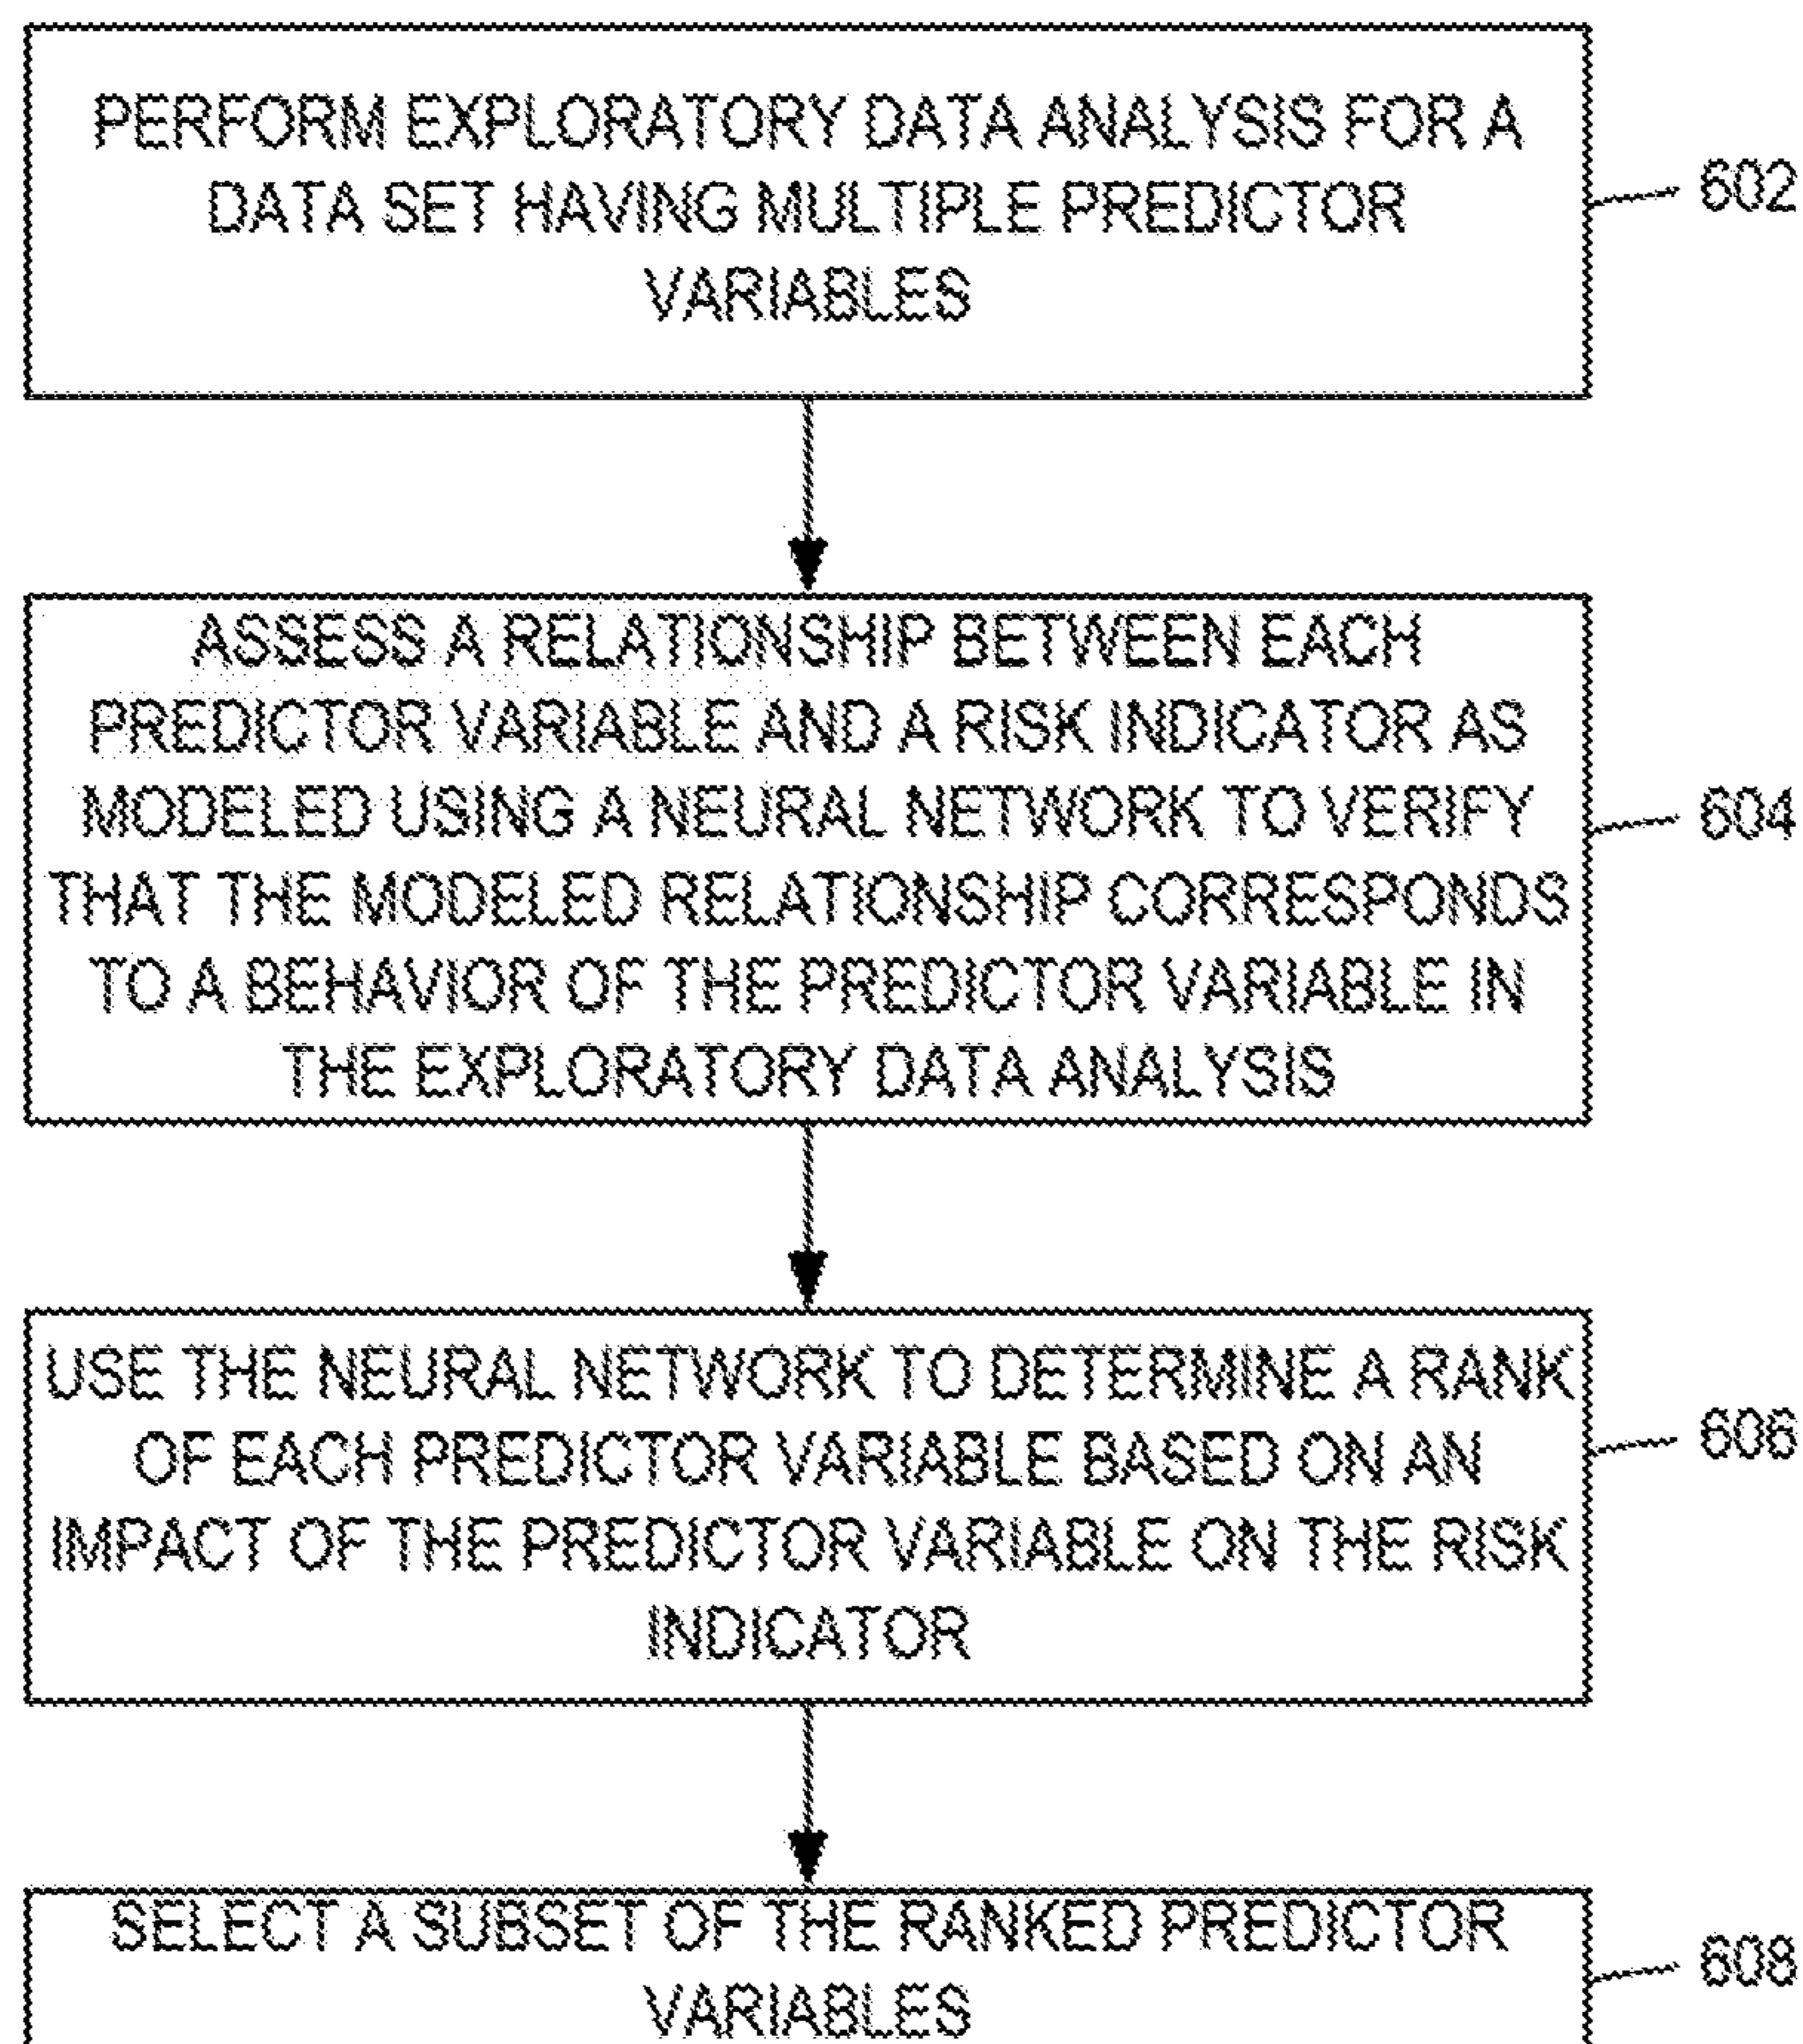 PERFORM EXPLORATORY DATA ANALYSIS FOR A
DATA SET HAVING MULTIPLE PREDICTOR
VARIABLES
602
ASSESS A RELATIONSHIP BETWEEN EACH
PREDICTOR VARIABLE AND A RISK INDICATOR AS
MODELED USING A NEURAL NETWORK TO VERIFY
THAT THE MODELED RELATIONSHIP CORRESPONDS
TO A BEHAVIOR OF THE PREDICTOR VARIABLE IN
THE EXPLORATORY DATA ANALYSIS
604
USE THE NEURAL NETWORK TO DETERMINE A RANK
OF EACH PREDICTOR VARIABLE BASED ON AN
IMPACT OF THE PREDICTOR VARIABLE ON THE RISK
INDICATOR
606
SELECT A SUBSET OF THE RANKED PREDICTOR
VARIABLES
608